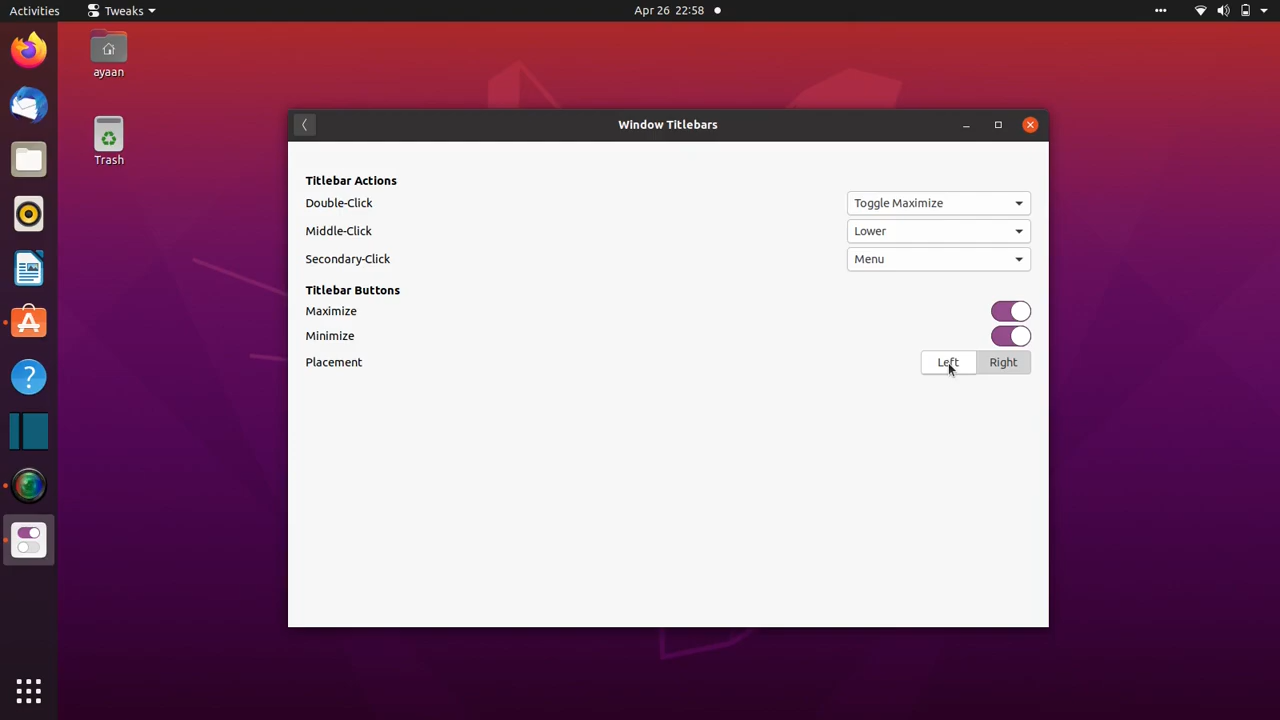 Activities Tweaks Apr 26 22:58
ayaan
Trash
Window Titlebars
Titlebar Actions
Double-Click Toggle Maximize
Middle-Click Lower
Secondary-Click Menu
Titlebar Buttons
Maximize
Minimize
Placement Left Right